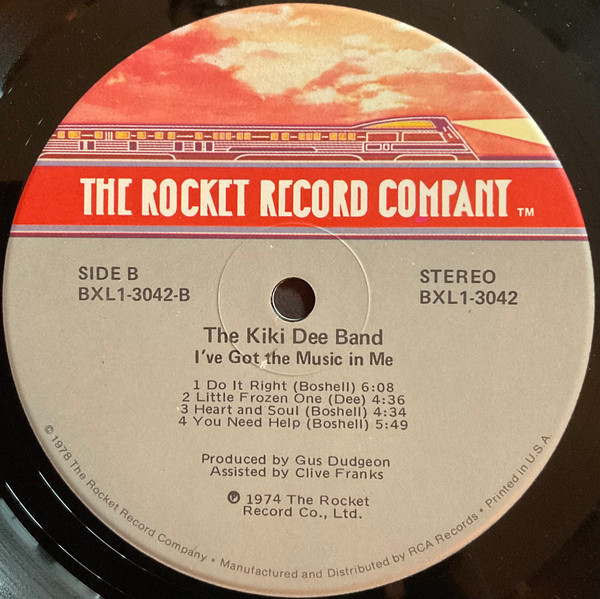 THE ROCKET RECORD COMPANY ™
SIDE B
BXL1-3042-B
STEREO
BXL1-3042
The Kiki Dee Band
I've Got the Music in Me
1 Do It Right (Boshell) 6:08
2 Little Frozen One (Dee) 4:36
3 Heart and Soul (Boshell) 4:34
4 You Need Help (Boshell) 5:49
Produced by Gus Dudgeon
Assisted by Clive Franks
℗ 1974 The Rocket
Record Co., Ltd.
© 1978 The Rocket Record Company • Manufactured and Distributed by RCA Records • Printed in U.S.A.